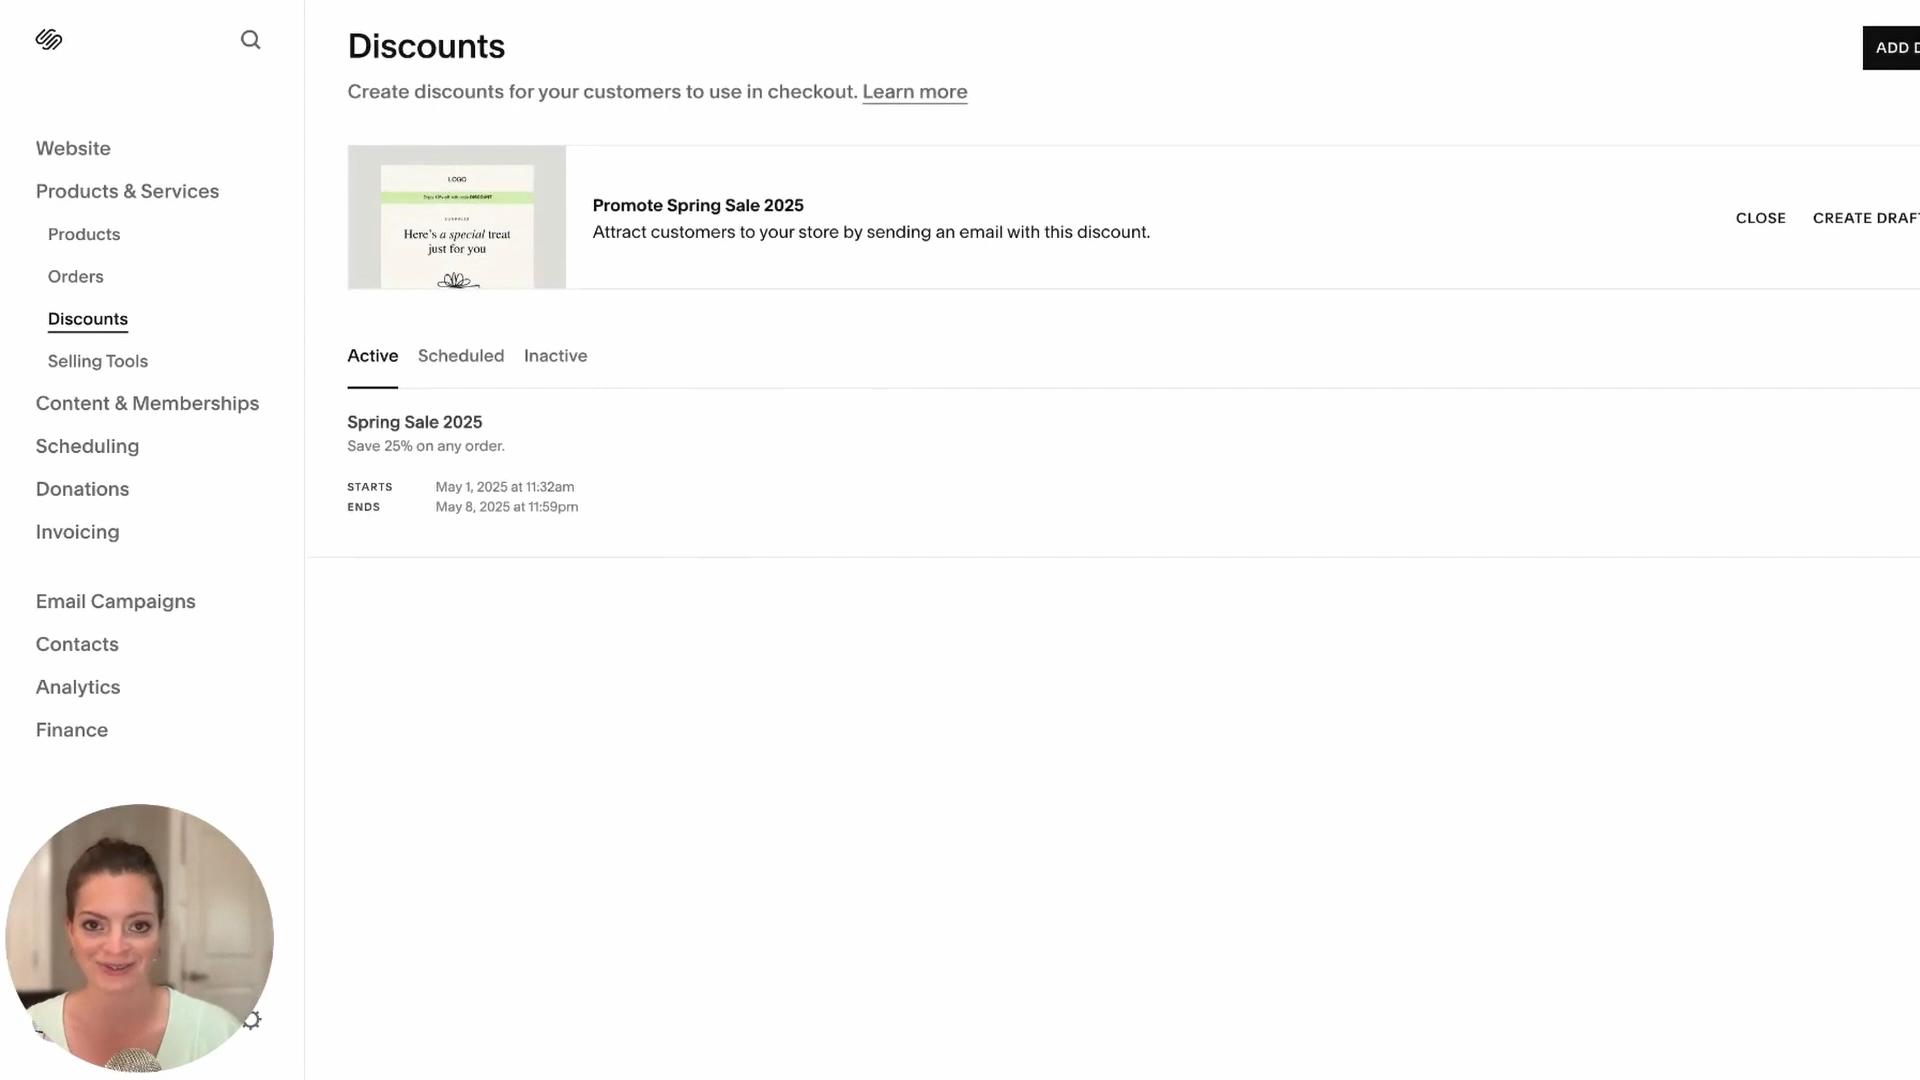 Discounts
ADD D
Create discounts for your customers to use in checkout. Learn more
Website
Products & Services
Products
Orders
Discounts
Selling Tools
Content & Memberships
Scheduling
Donations
Invoicing
Email Campaigns
Contacts
Analytics
Finance
LOGO
Here's a special treat
just for you
Promote Spring Sale 2025
Attract customers to your store by sending an email with this discount.
CLOSE
CREATE DRAFT
Active
Scheduled
Inactive
Spring Sale 2025
Save 25% on any order.
STARTS May 1, 2025 at 11:32am
ENDS May 8, 2025 at 11:59pm